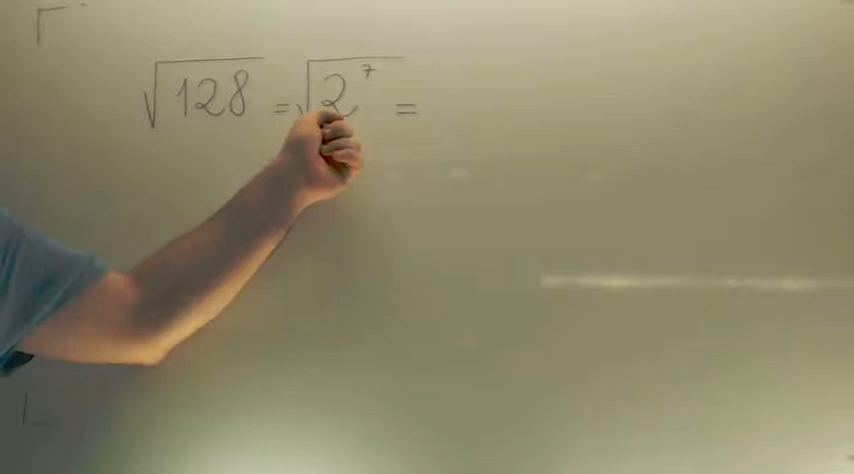 √128 = √2⁷ =